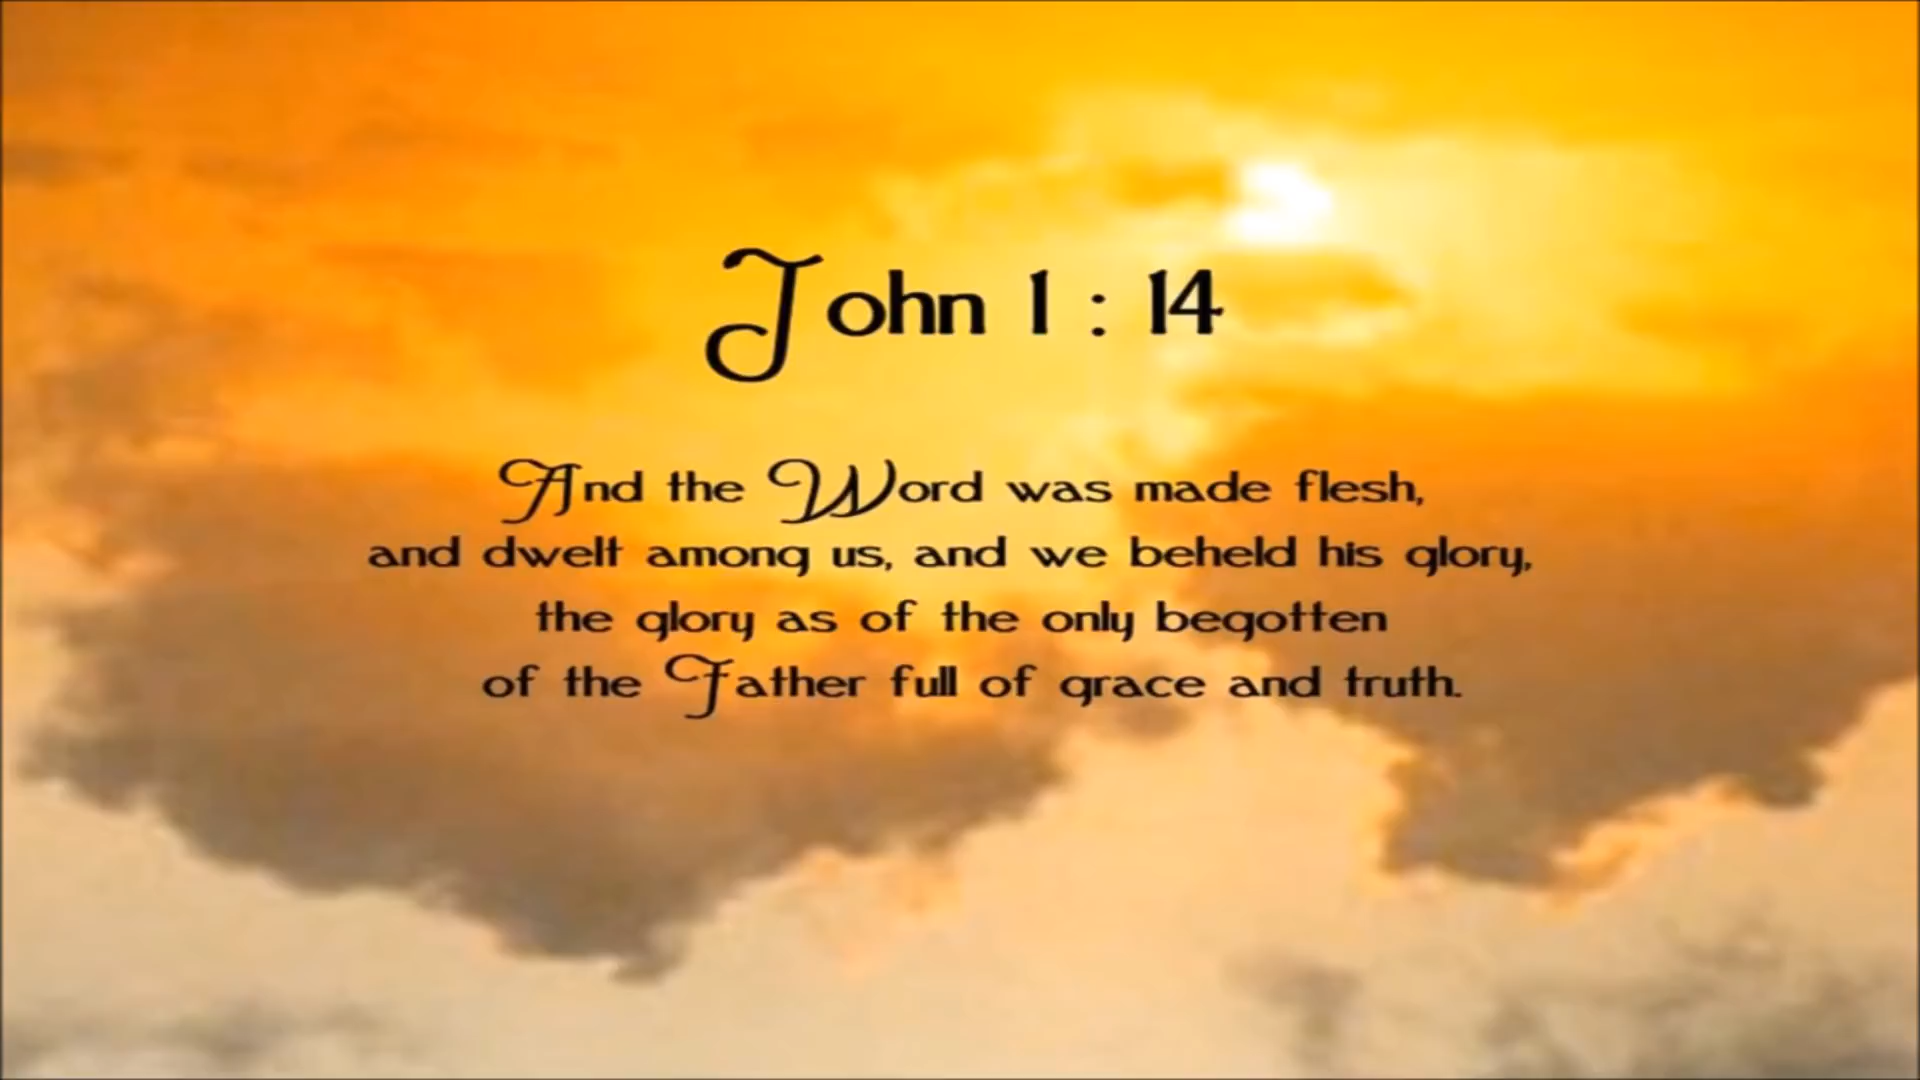 John 1 : 14
And the Word was made flesh,
and dwelt among us, and we beheld his glory,
the glory as of the only begotten
of the Father full of grace and truth.